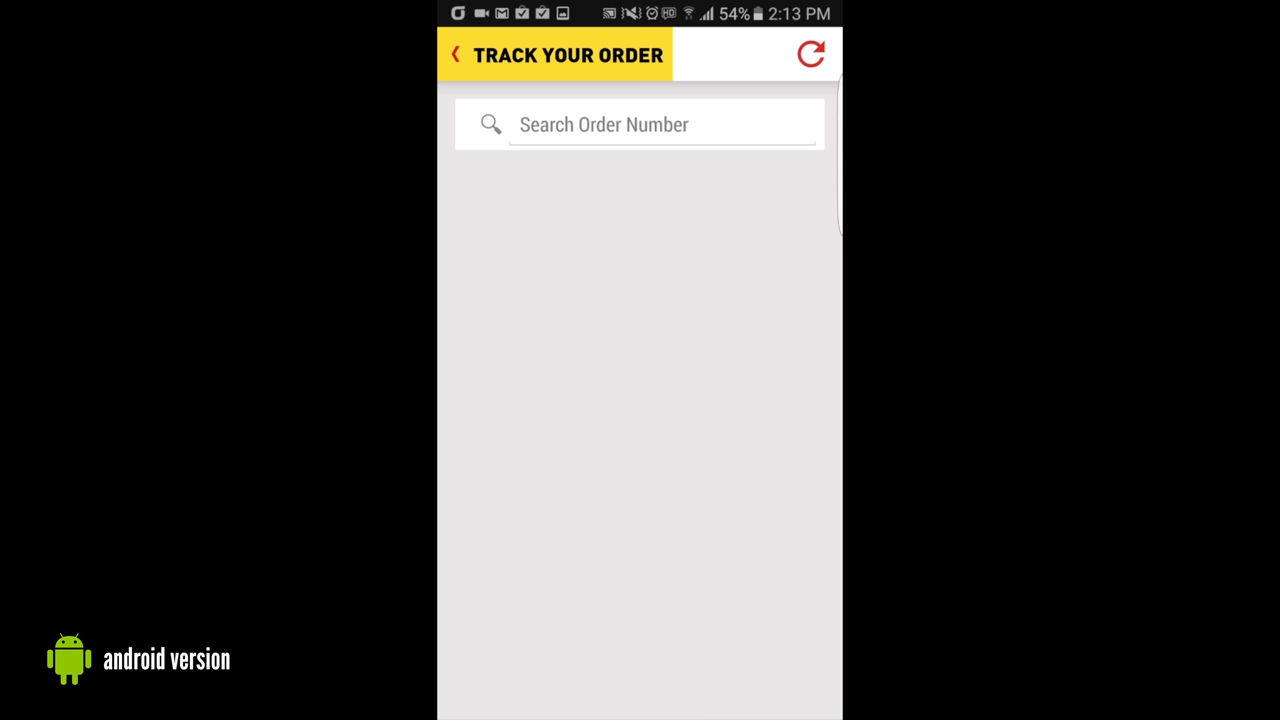 54% 2:13 PM
TRACK YOUR ORDER
Search Order Number
android version